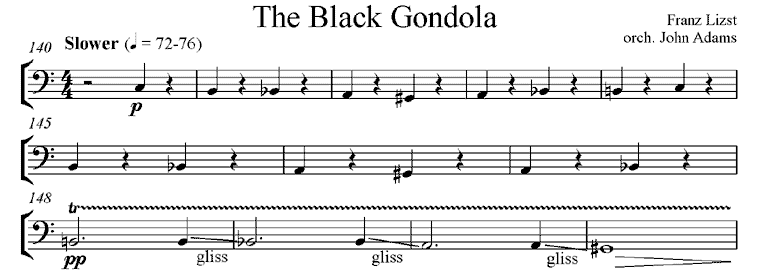 The Black Gondola
Franz Lizst
orch. John Adams
140 Slower (♩ = 72-76)
4
4
p
145
148
tr
pp
gliss
gliss
gliss